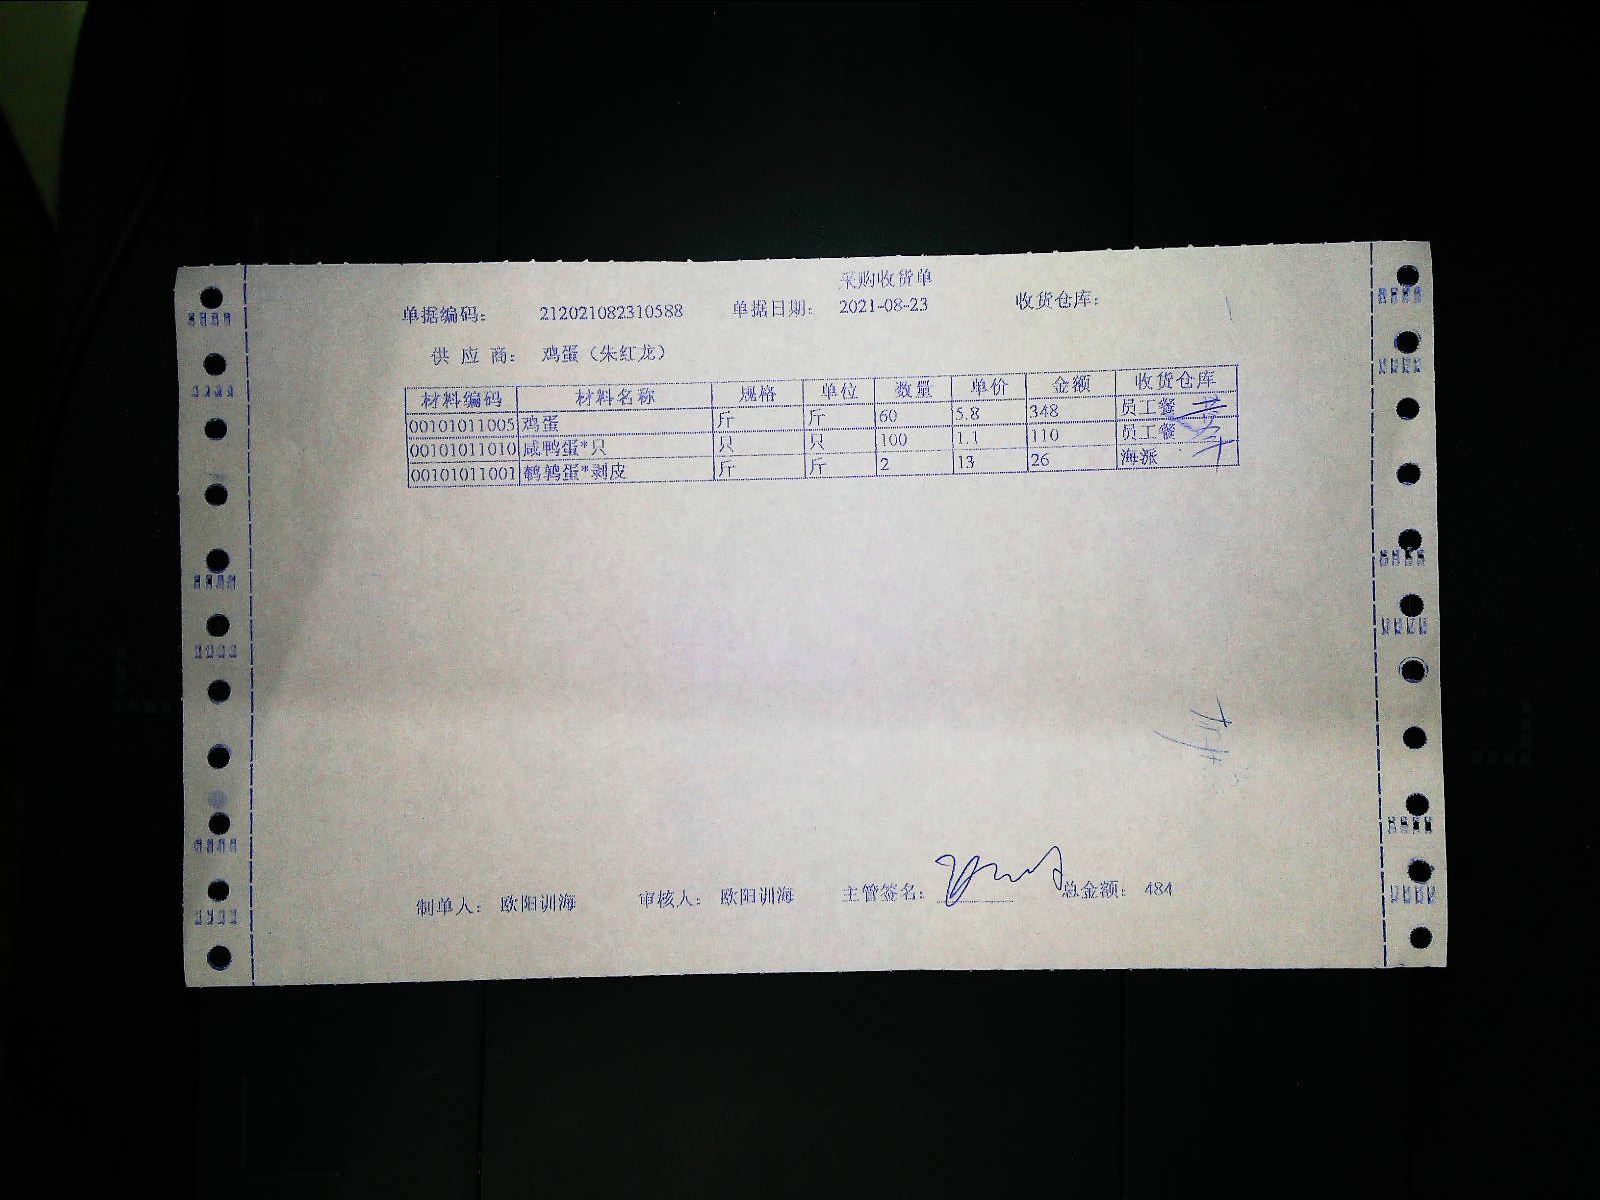 采购收货单
单据编码: 212021082310588 单据日期: 2021-08-23 收货仓库:
供 应 商: 鸡蛋（朱红龙）
材料编码 材料名称 规格 单位 数量 单价 金额 收货仓库
00101011005 鸡蛋 斤 斤 60 5.8 348 员工餐
00101011010 咸鸭蛋*只 只 只 100 1.1 110 员工餐
00101011001 鹌鹑蛋*剥皮 斤 斤 2 13 26 海派
制单人: 欧阳训海 审核人: 欧阳训海 主管签名: 总金额: 484